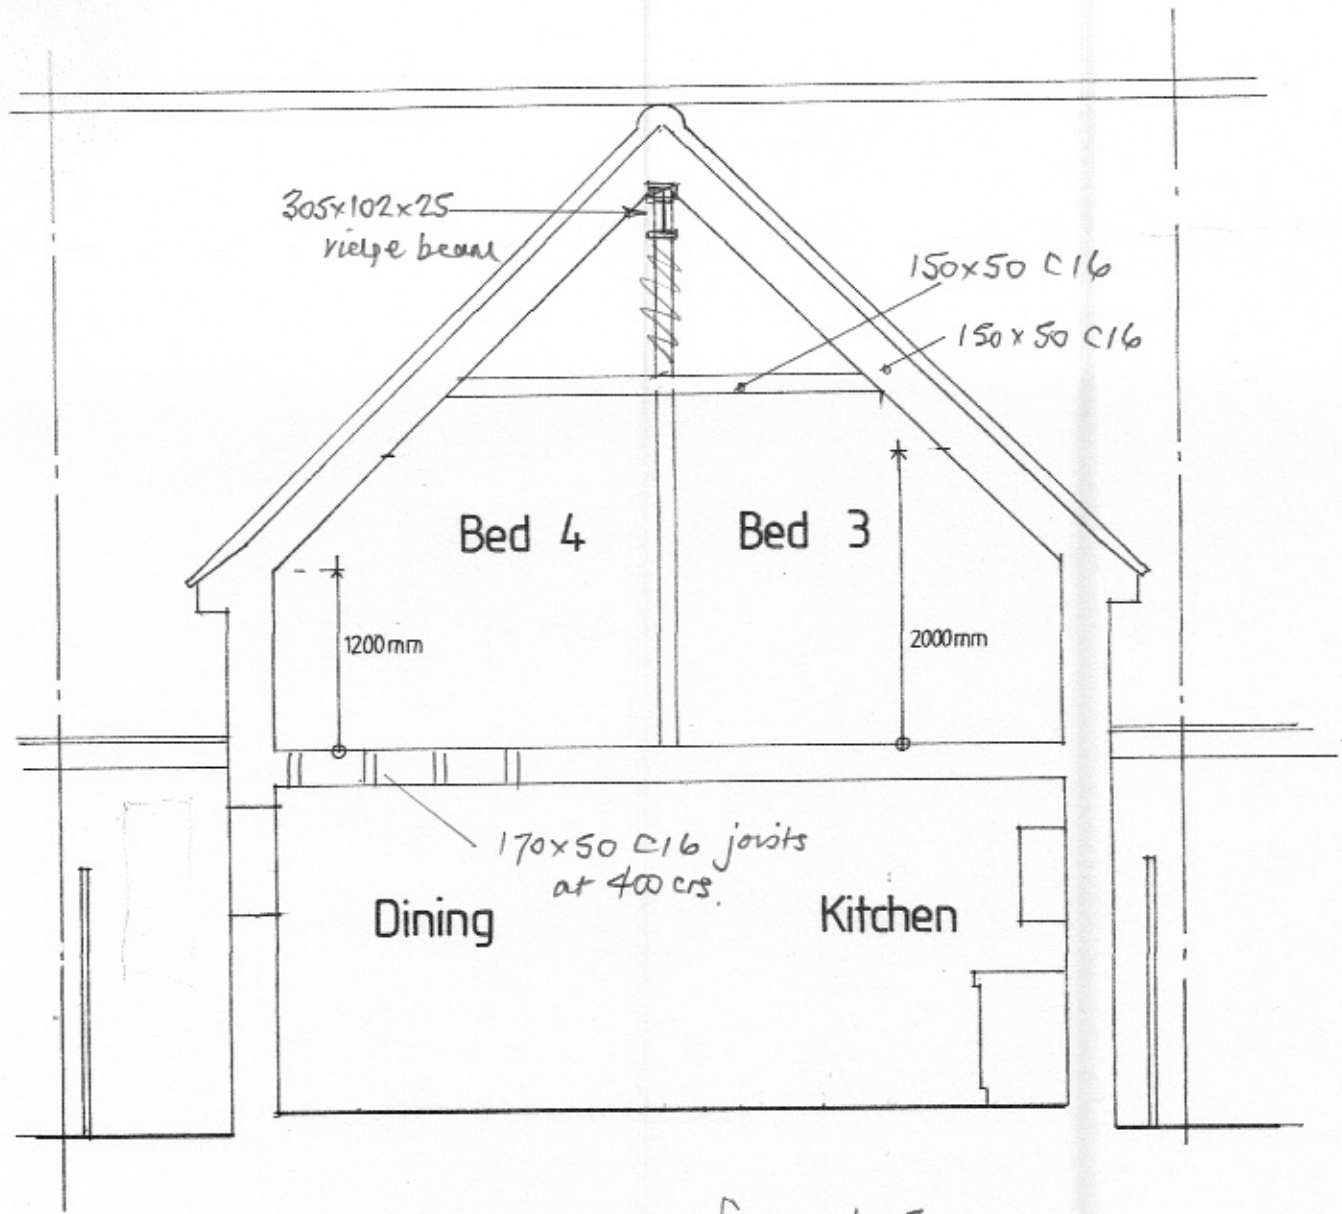 305x102x25
ridge beam
150x50 C16
150x50 C16
Bed 4
Bed 3
1200mm
2000mm
170x50 C16 joists
at 400 crs.
Dining
Kitchen